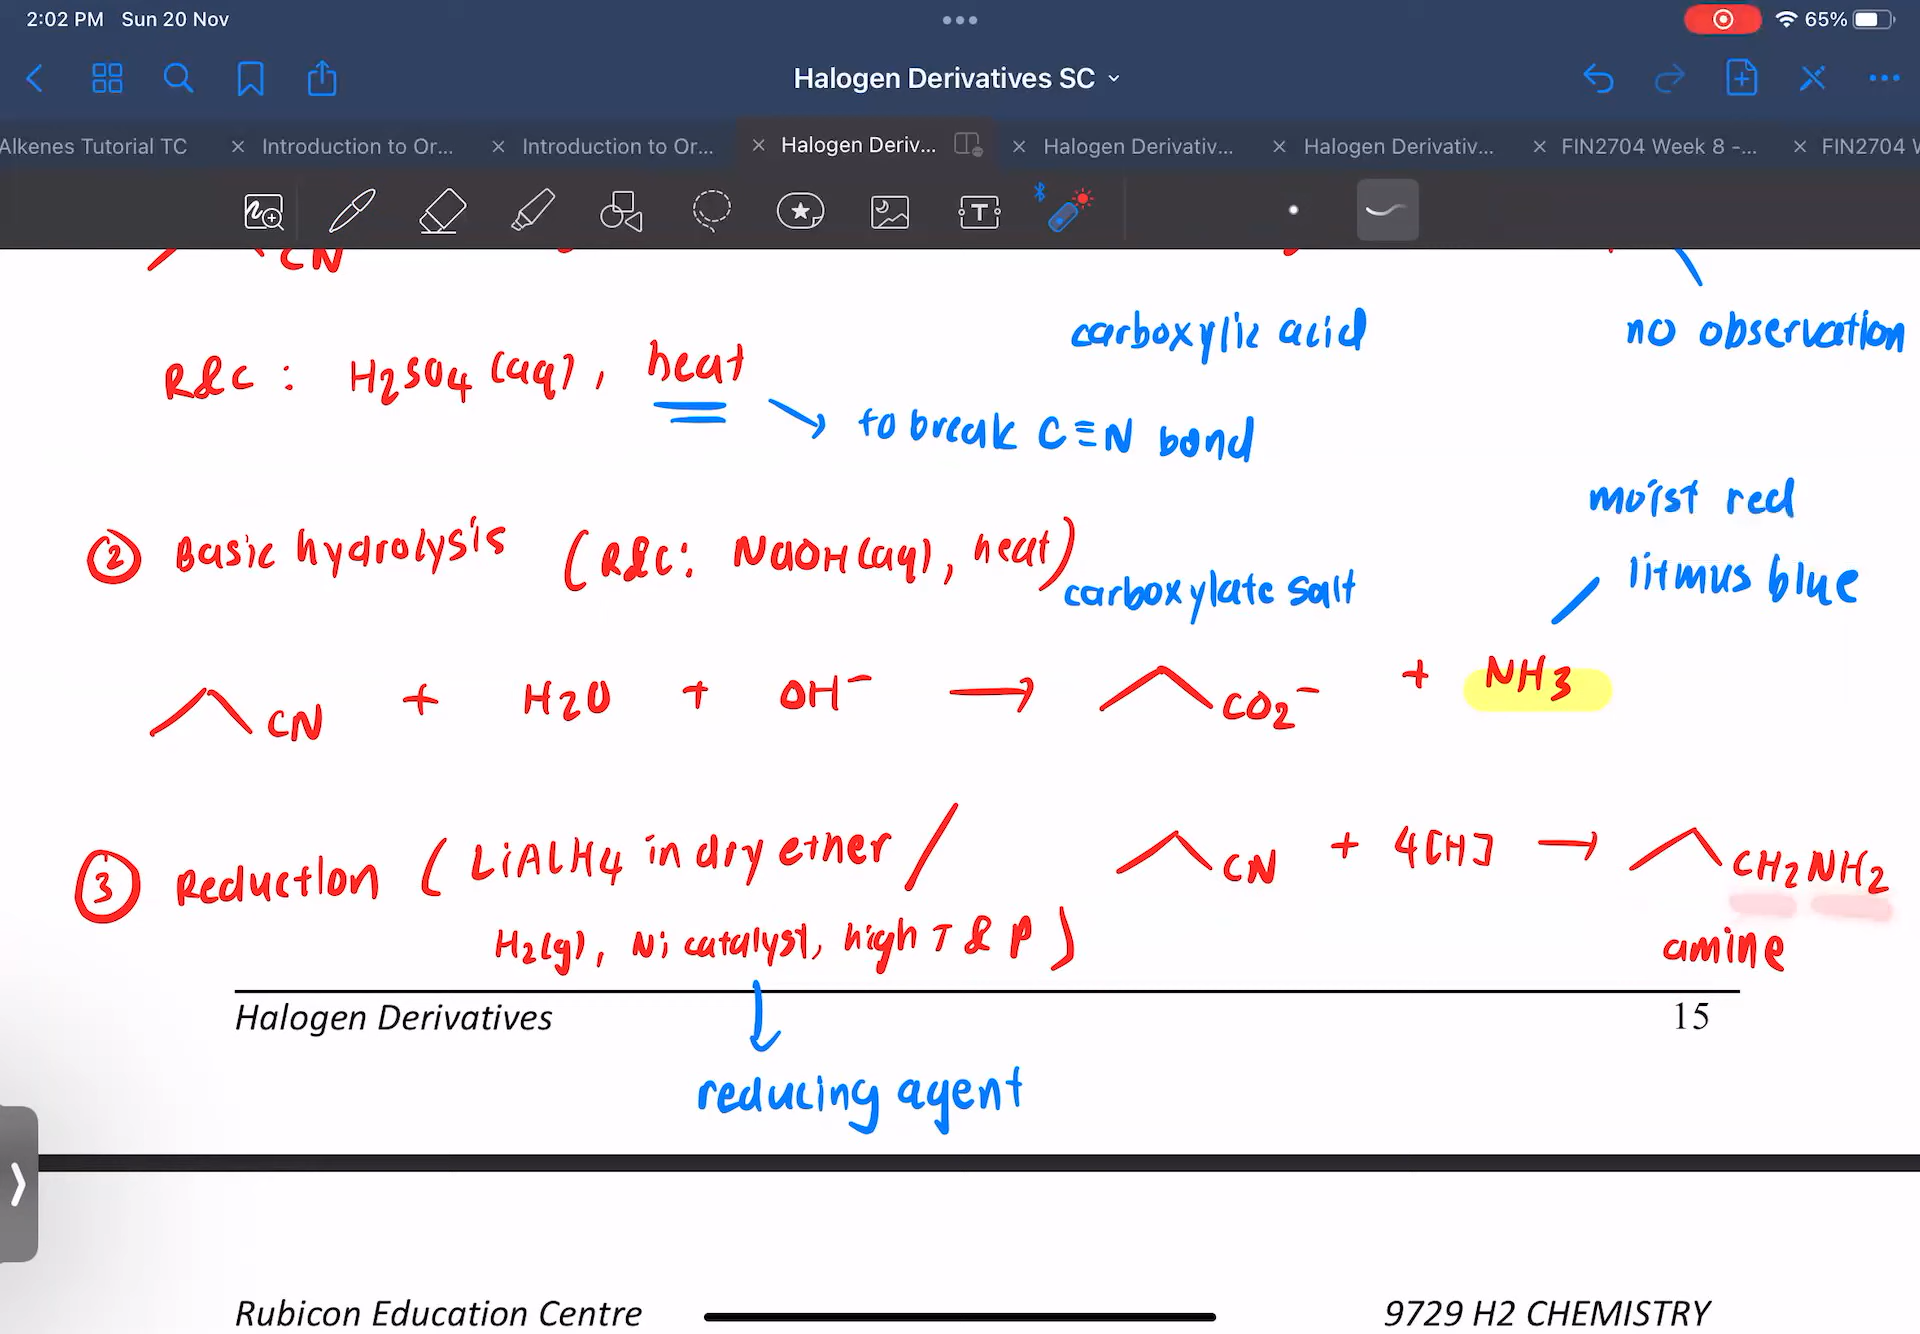 2:02 PM Sun 20 Nov
65%
Halogen Derivatives SC
Alkenes Tutorial TC
Introduction to Or...
Introduction to Or...
Halogen Deriv...
Halogen Derivativ...
Halogen Derivativ...
FIN2704 Week 8 -...
FIN2704 W
CN
carboxylic acid
no observation
R&C : H2SO4 (aq), heat
to break C≡N bond
moist red
litmus blue
② Basic hydrolysis (R&C: NaOH (aq), heat)
carboxylate salt
CN + H2O + OH⁻ → CO2⁻ + NH3
③ Reduction ( LiAlH4 in dry ether /
H2(g), Ni catalyst, high T & P )
CN + 4[H] → CH2NH2
amine
Halogen Derivatives 15
reducing agent
Rubicon Education Centre 9729 H2 CHEMISTRY